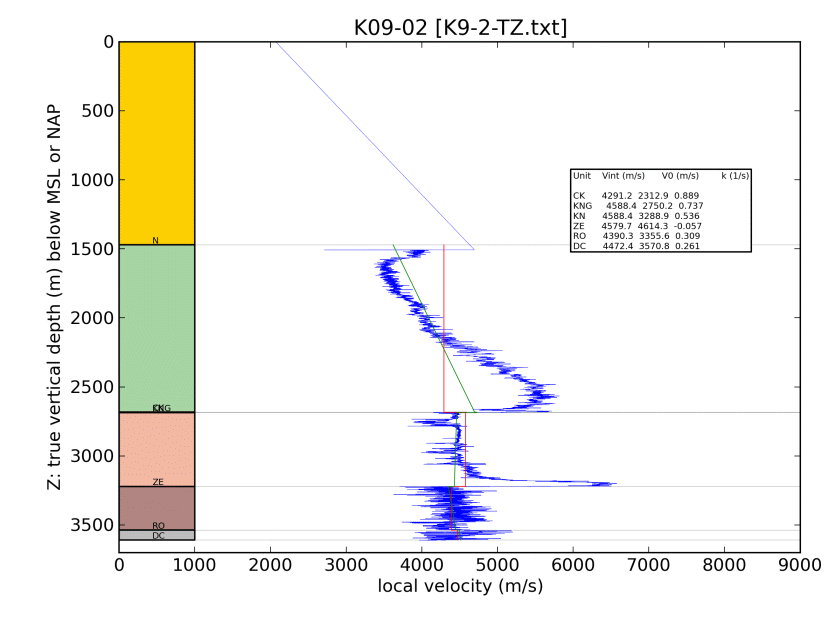 K09-02 [K9-2-TZ.txt]
0
500
1000
1500
2000
2500
3000
3500
Z: true vertical depth (m) below MSL or NAP
N
KNG
ZE
RO
DC
Unit Vint (m/s) V0 (m/s) k (1/s)
CK 4291.2 2312.9 0.889
KNG 4588.4 2750.2 0.737
KN 4588.4 3288.9 0.536
ZE 4579.7 4614.3 -0.057
RO 4390.3 3355.6 0.309
DC 4472.4 3570.8 0.261
0 1000 2000 3000 4000 5000 6000 7000 8000 9000
local velocity (m/s)